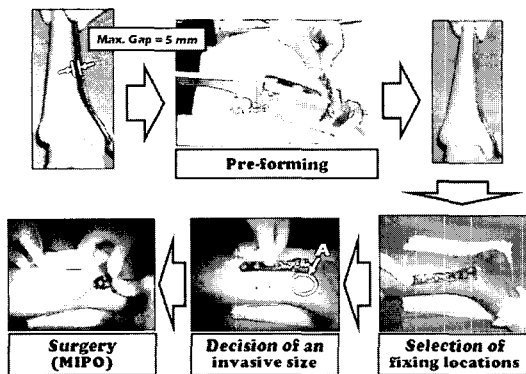 Max. Gap = 5 mm
Pre-forming
A
Surgery
(MIPO)
Decision of an
invasive size
Selection of
fixing locations